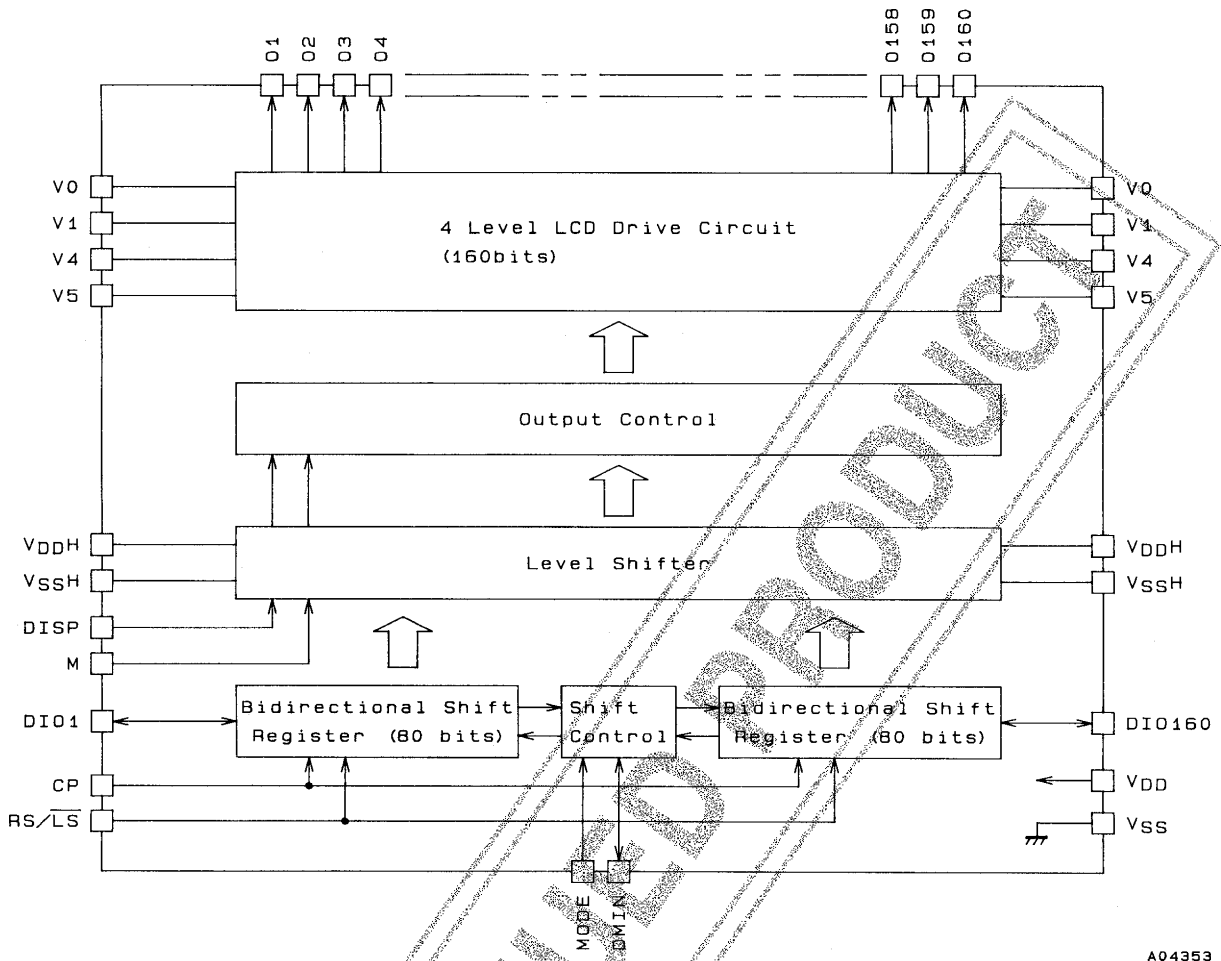 O1 O2 O3 O4 O158 O159 O160
V0 V0
V1 V1
4 Level LCD Drive Circuit
(160bits)
V4 V4
V5 V5
Output Control
VDDH VDDH
Level Shifter
VSSH VSSH
DISP
M
DIO1 DIO160
Bidirectional Shift
Register (80 bits)
Shift
Control
Bidirectional Shift
Register (80 bits)
CP VDD
RS/LS VSS
MODE
DMIN
PRODUCT
A04353